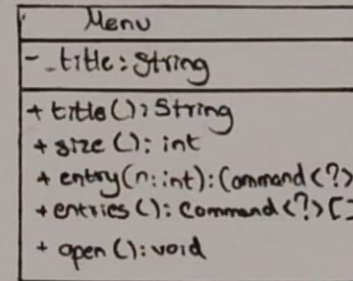 Menu
- _title: String
+ title(): String
+ size (): int
+ entry(n:int): Command<?>
+ entries (): Command<?>[]
+ open (): void